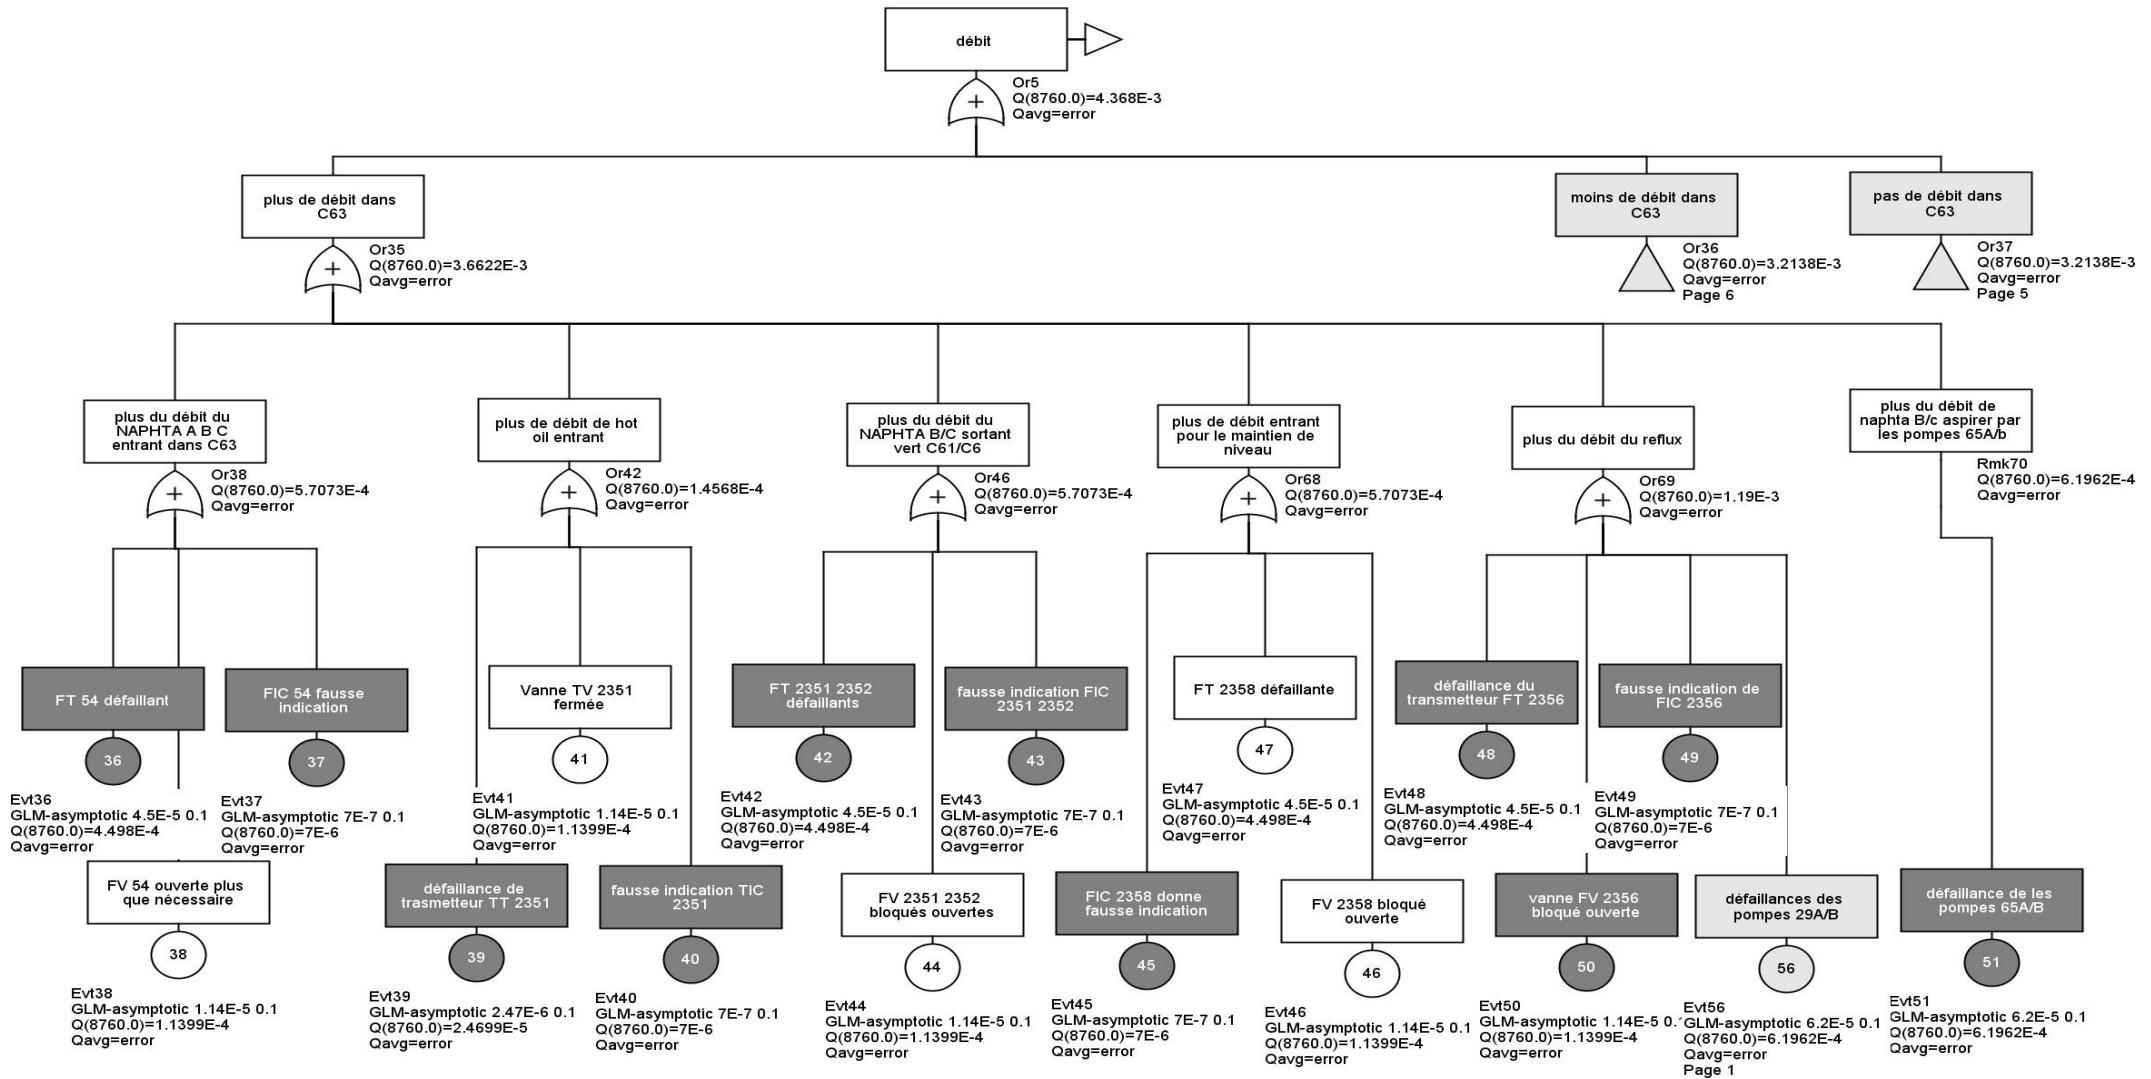 débit
Or5
Q(8760.0)=4.368E-3
Qavg=error
plus de débit dans
C63
Or35
Q(8760.0)=3.6622E-3
Qavg=error
moins de débit dans
C63
Or36
Q(8760.0)=3.2138E-3
Qavg=error
Page 6
pas de débit dans
C63
Or37
Q(8760.0)=3.2138E-3
Qavg=error
Page 5
plus du débit du
NAPHTA A B C
entrant dans C63
Or38
Q(8760.0)=5.7073E-4
Qavg=error
plus de débit de hot
oil entrant
Or42
Q(8760.0)=1.4568E-4
Qavg=error
plus du débit du
NAPHTA B/C sortant
vert C61/C6
Or46
Q(8760.0)=5.7073E-4
Qavg=error
plus de débit entrant
pour le maintien de
niveau
Or68
Q(8760.0)=5.7073E-4
Qavg=error
plus du débit du reflux
Or69
Q(8760.0)=1.19E-3
Qavg=error
plus du débit de
naphta B/c aspirer par
les pompes 65A/b
Rmk70
Q(8760.0)=6.1962E-4
Qavg=error
FT 54 défaillant
36
Evt36
GLM-asymptotic 4.5E-5 0.1
Q(8760.0)=4.498E-4
Qavg=error
FIC 54 fausse
indication
37
Evt37
GLM-asymptotic 7E-7 0.1
Q(8760.0)=7E-6
Qavg=error
Vanne TV 2351
fermée
41
Evt41
GLM-asymptotic 1.14E-5 0.1
Q(8760.0)=1.1399E-4
Qavg=error
FT 2351 2352
défaillants
42
Evt42
GLM-asymptotic 4.5E-5 0.1
Q(8760.0)=4.498E-4
Qavg=error
fausse indication FIC
2351 2352
43
Evt43
GLM-asymptotic 7E-7 0.1
Q(8760.0)=7E-6
Qavg=error
FT 2358 défaillante
47
Evt47
GLM-asymptotic 4.5E-5 0.1
Q(8760.0)=4.498E-4
Qavg=error
défaillance du
transmetteur FT 2356
48
Evt48
GLM-asymptotic 4.5E-5 0.1
Q(8760.0)=4.498E-4
Qavg=error
fausse indication de
FIC 2356
49
Evt49
GLM-asymptotic 7E-7 0.1
Q(8760.0)=7E-6
Qavg=error
FV 54 ouverte plus
que nécessaire
38
Evt38
GLM-asymptotic 1.14E-5 0.1
Q(8760.0)=1.1399E-4
Qavg=error
défaillance de
trasmetteur TT 2351
39
Evt39
GLM-asymptotic 2.47E-6 0.1
Q(8760.0)=2.4699E-5
Qavg=error
fausse indication TIC
2351
40
Evt40
GLM-asymptotic 7E-7 0.1
Q(8760.0)=7E-6
Qavg=error
FV 2351 2352
bloqués ouvertes
44
Evt44
GLM-asymptotic 1.14E-5 0.1
Q(8760.0)=1.1399E-4
Qavg=error
FIC 2358 donne
fausse indication
45
Evt45
GLM-asymptotic 7E-7 0.1
Q(8760.0)=7E-6
Qavg=error
FV 2358 bloqué
ouverte
46
Evt46
GLM-asymptotic 1.14E-5 0.1
Q(8760.0)=1.1399E-4
Qavg=error
vanne FV 2356
bloqué ouverte
50
Evt50
GLM-asymptotic 1.14E-5 0.1
Q(8760.0)=1.1399E-4
Qavg=error
défaillances des
pompes 29A/B
56
Evt56
GLM-asymptotic 6.2E-5 0.1
Q(8760.0)=6.1962E-4
Qavg=error
Page 1
défaillance de les
pompes 65A/B
51
Evt51
GLM-asymptotic 6.2E-5 0.1
Q(8760.0)=6.1962E-4
Qavg=error